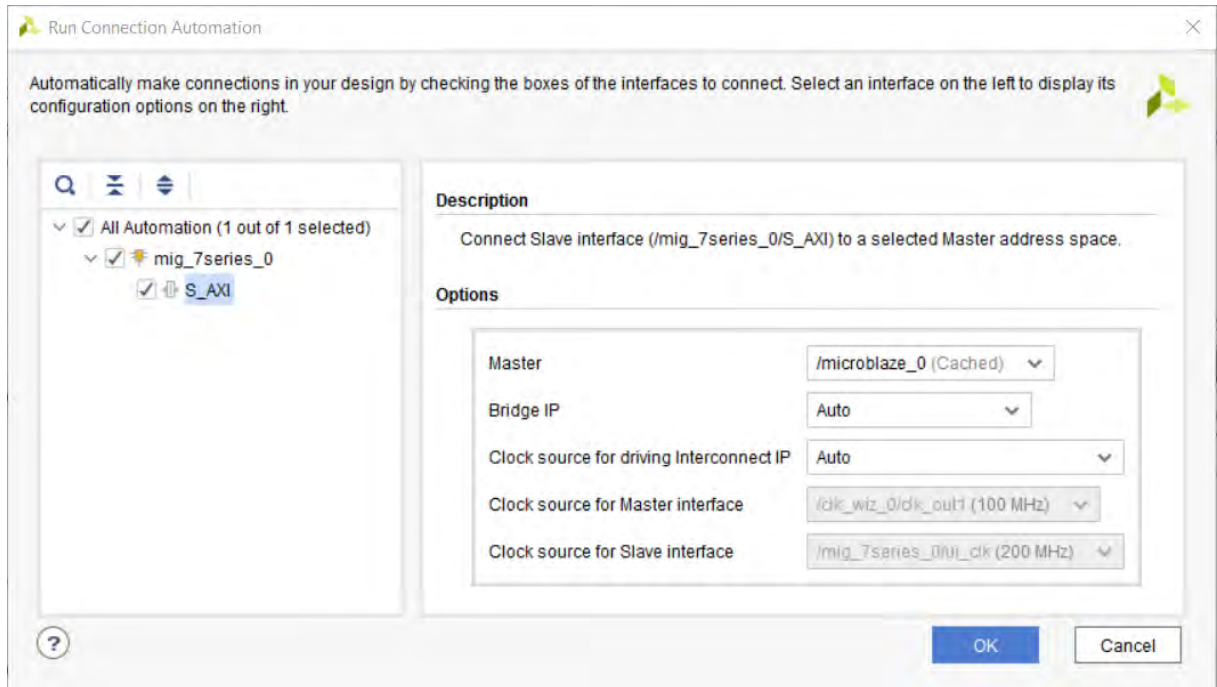 Run Connection Automation
Automatically make connections in your design by checking the boxes of the interfaces to connect. Select an interface on the left to display its
configuration options on the right.
All Automation (1 out of 1 selected)
mig_7series_0
S_AXI
Description
Connect Slave interface (/mig_7series_0/S_AXI) to a selected Master address space.
Options
Master /microblaze_0 (Cached)
Bridge IP Auto
Clock source for driving Interconnect IP Auto
Clock source for Master interface /clk_wiz_0/clk_out1 (100 MHz)
Clock source for Slave interface /mig_7series_0/ui_clk (200 MHz)
? OK Cancel